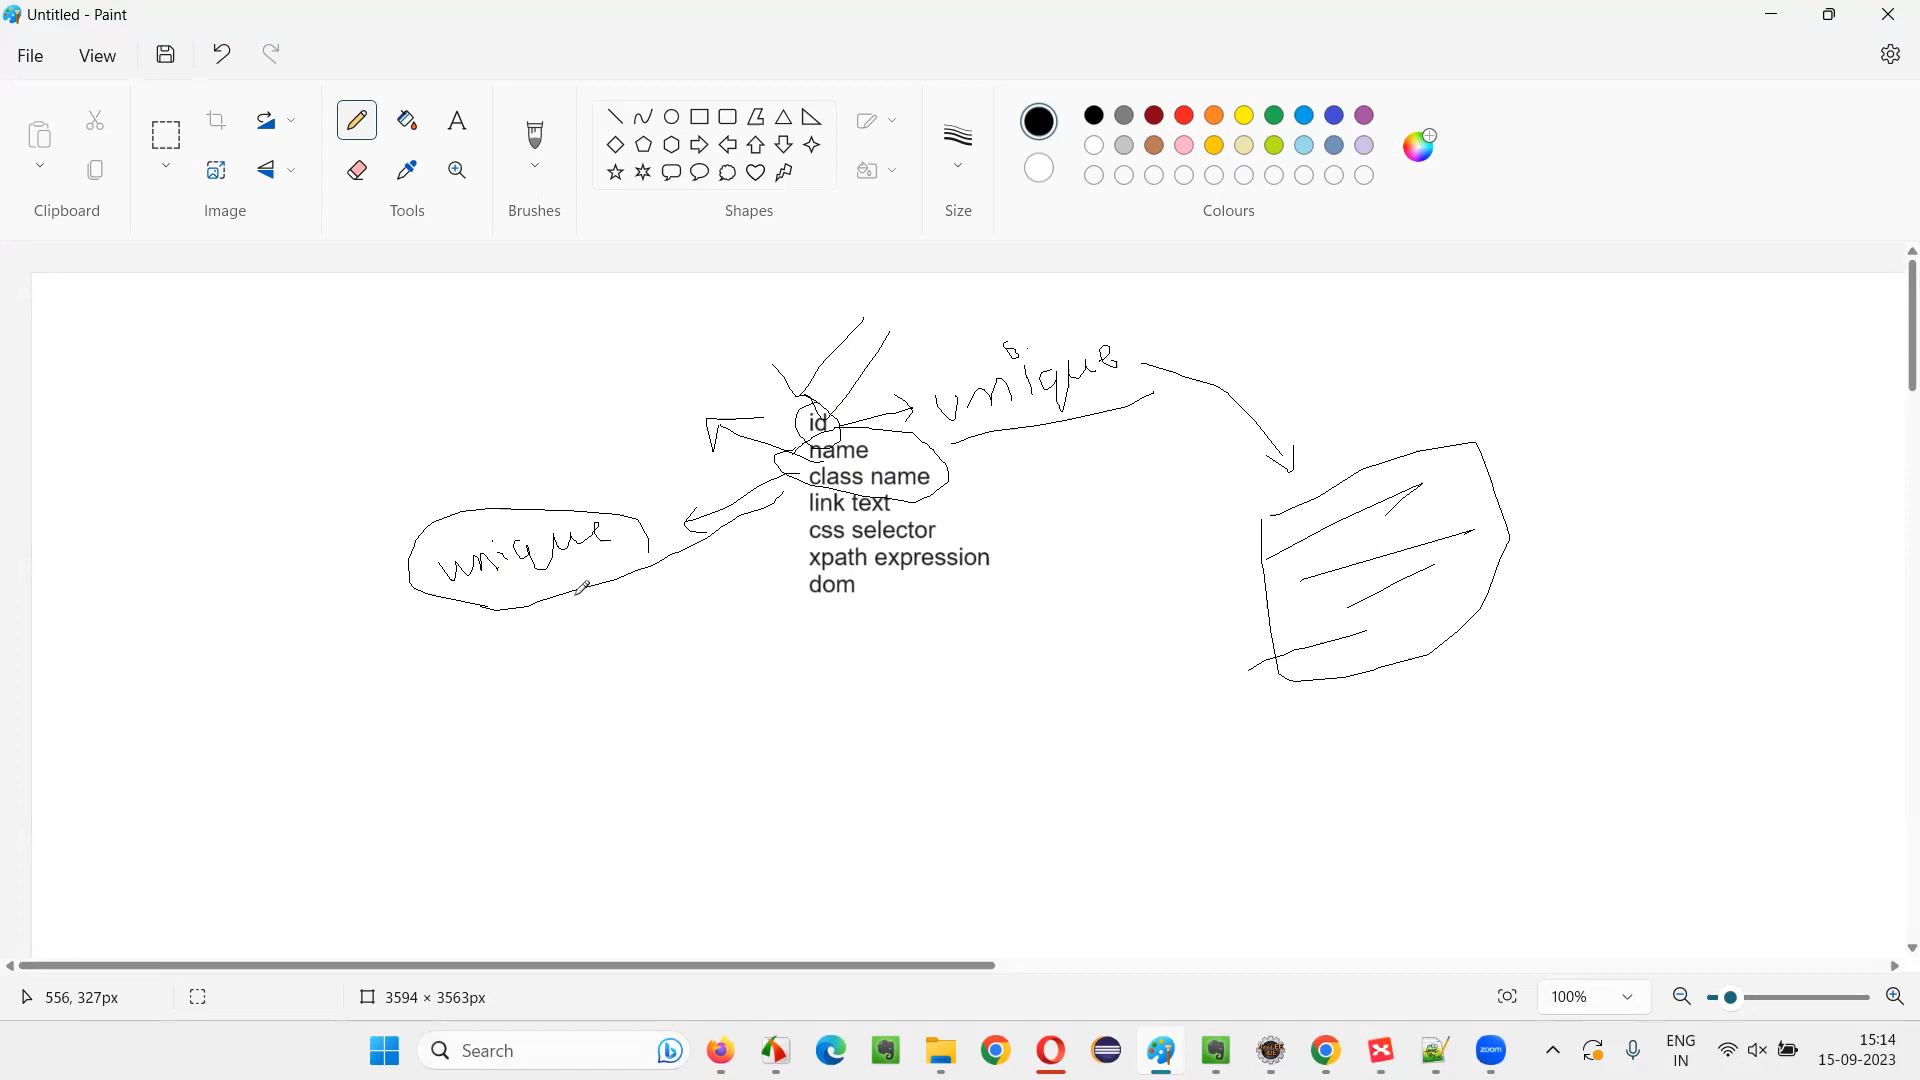 Untitled - Paint
File
View
Clipboard
Image
Tools
Brushes
Shapes
Size
Colours
unique
id
name
class name
link text
css selector
xpath expression
dom
unique
556, 327px
3594 × 3563px
100%
Search
zoom
ENG
IN
15:14
15-09-2023